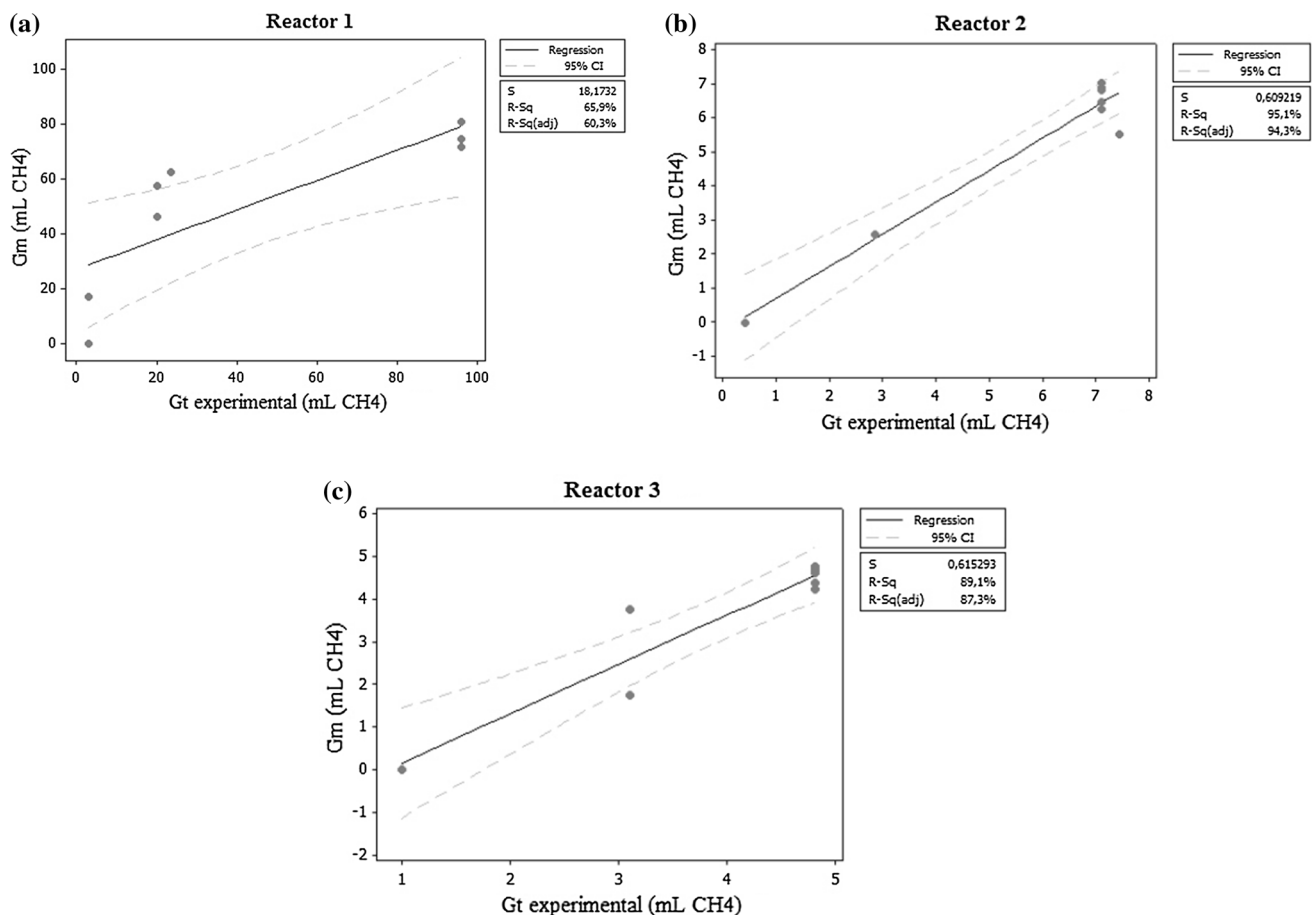 (a)
Reactor 1
Regression
95% CI
S 18,1732
R-Sq 65,9%
R-Sq(adj) 60,3%
Gm (mL CH4)
100
80
60
40
20
0
0 20 40 60 80 100
Gt experimental (mL CH4)
(b)
Reactor 2
Regression
95% CI
S 0,609219
R-Sq 95,1%
R-Sq(adj) 94,3%
Gm (mL CH4)
8
7
6
5
4
3
2
1
0
-1
0 1 2 3 4 5 6 7 8
Gt experimental (mL CH4)
(c)
Reactor 3
Regression
95% CI
S 0,615293
R-Sq 89,1%
R-Sq(adj) 87,3%
Gm (mL CH4)
6
5
4
3
2
1
0
-1
-2
1 2 3 4 5
Gt experimental (mL CH4)